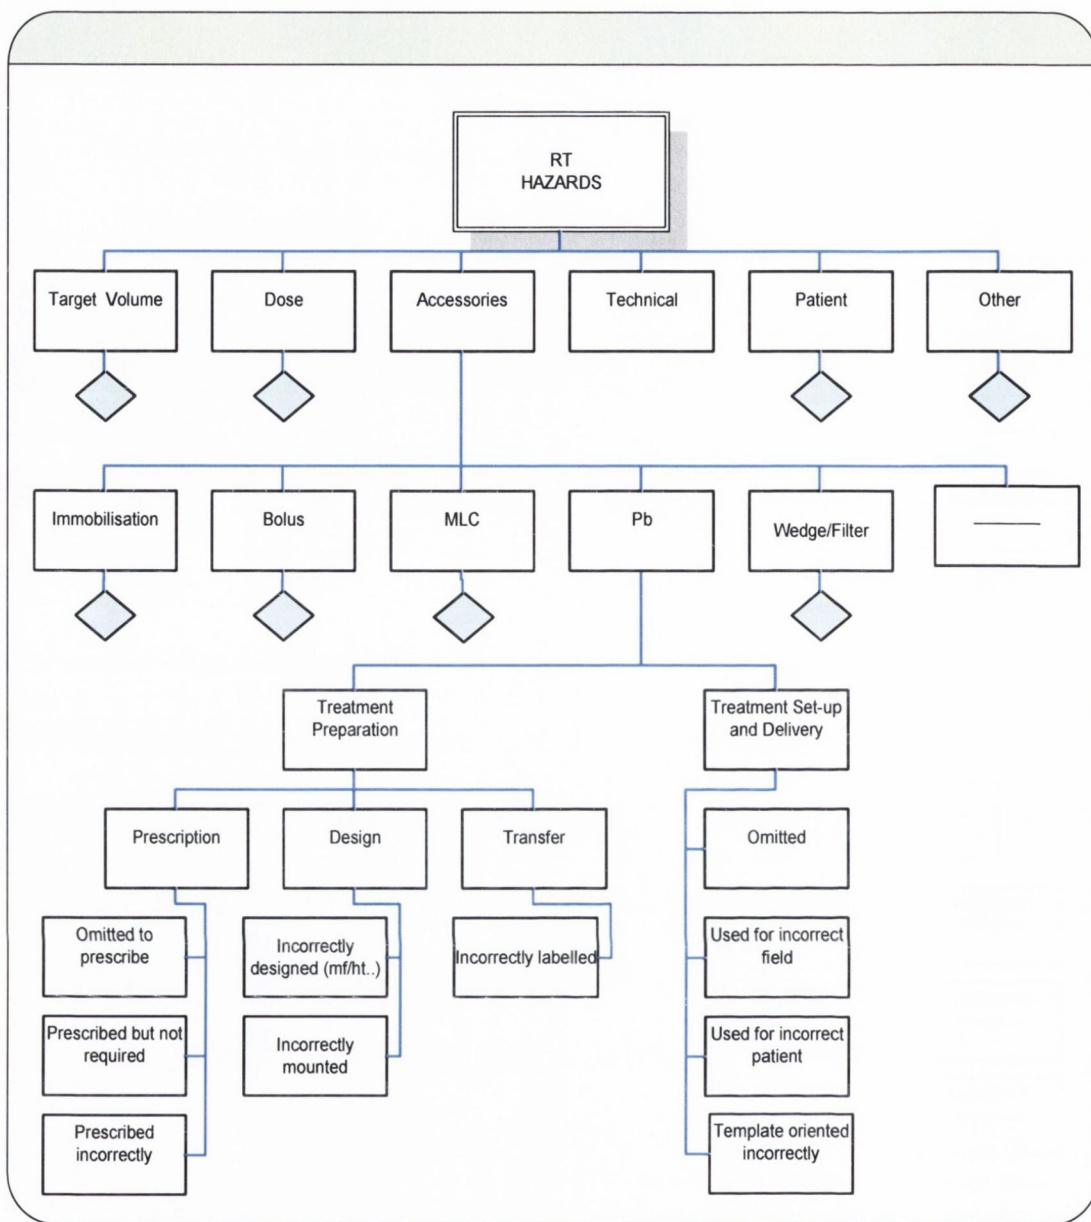 RT
HAZARDS
Target Volume
Dose
Accessories
Technical
Patient
Other
Immobilisation
Bolus
MLC
Pb
Wedge/Filter
Treatment
Preparation
Treatment Set-up
and Delivery
Prescription
Design
Transfer
Omitted
Omitted to
prescribe
Incorrectly
designed (mf/ht..)
Incorrectly labelled
Used for incorrect
field
Prescribed but not
required
Incorrectly
mounted
Used for incorrect
patient
Prescribed
incorrectly
Template oriented
incorrectly